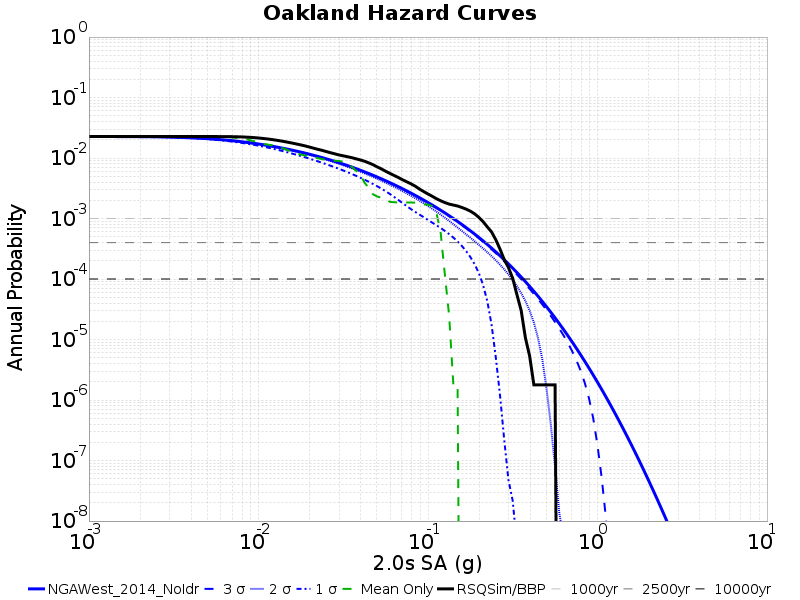 Oakland Hazard Curves
10^0
10^-1
10^-2
10^-3
10^-4
10^-5
10^-6
10^-7
10^-8
Annual Probability
10^-3 10^-2 10^-1 10^0 10^1
2.0s SA (g)
NGAWest_2014_NoIdr 3 σ 2 σ 1 σ Mean Only RSQSim/BBP 1000yr 2500yr 10000yr